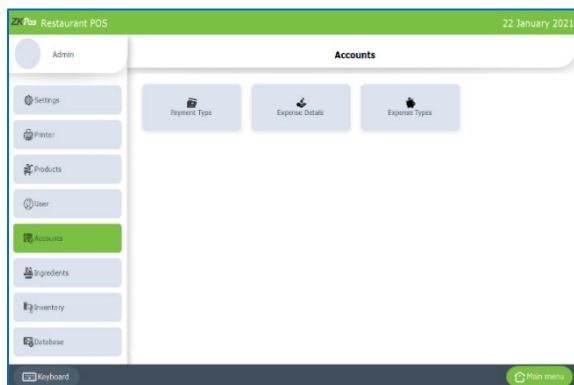 ZKPos Restaurant POS
22 January 2021
Admin
Accounts
Settings
Printer
Products
User
Accounts
Ingredients
Inventory
Database
Payment Type
Expense Details
Expense Types
Keyboard
Main menu